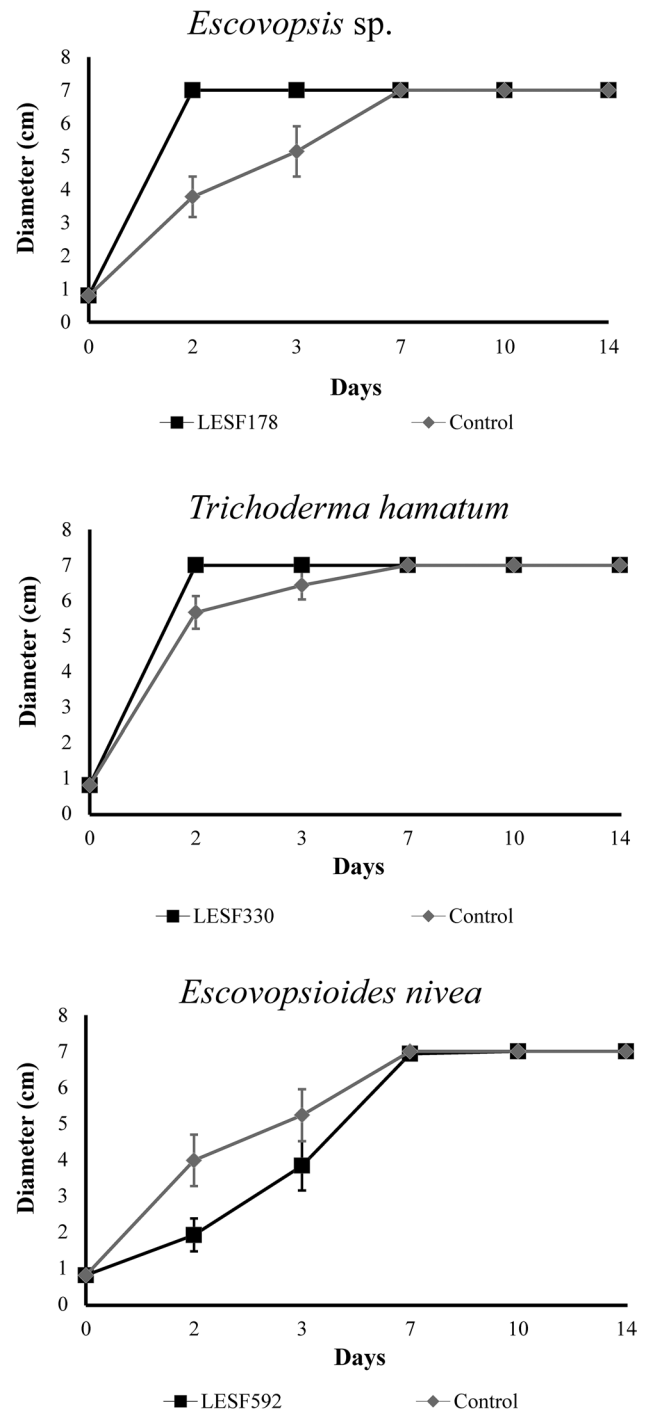 Escovopsis sp.
8
7
6
5
4
3
2
1
0
Diameter (cm)
0 2 3 7 10 14
Days
LESF178 Control
Trichoderma hamatum
8
7
6
5
4
3
2
1
0
Diameter (cm)
0 2 3 7 10 14
Days
LESF330 Control
Escovopsioides nivea
8
7
6
5
4
3
2
1
0
Diameter (cm)
0 2 3 7 10 14
Days
LESF592 Control